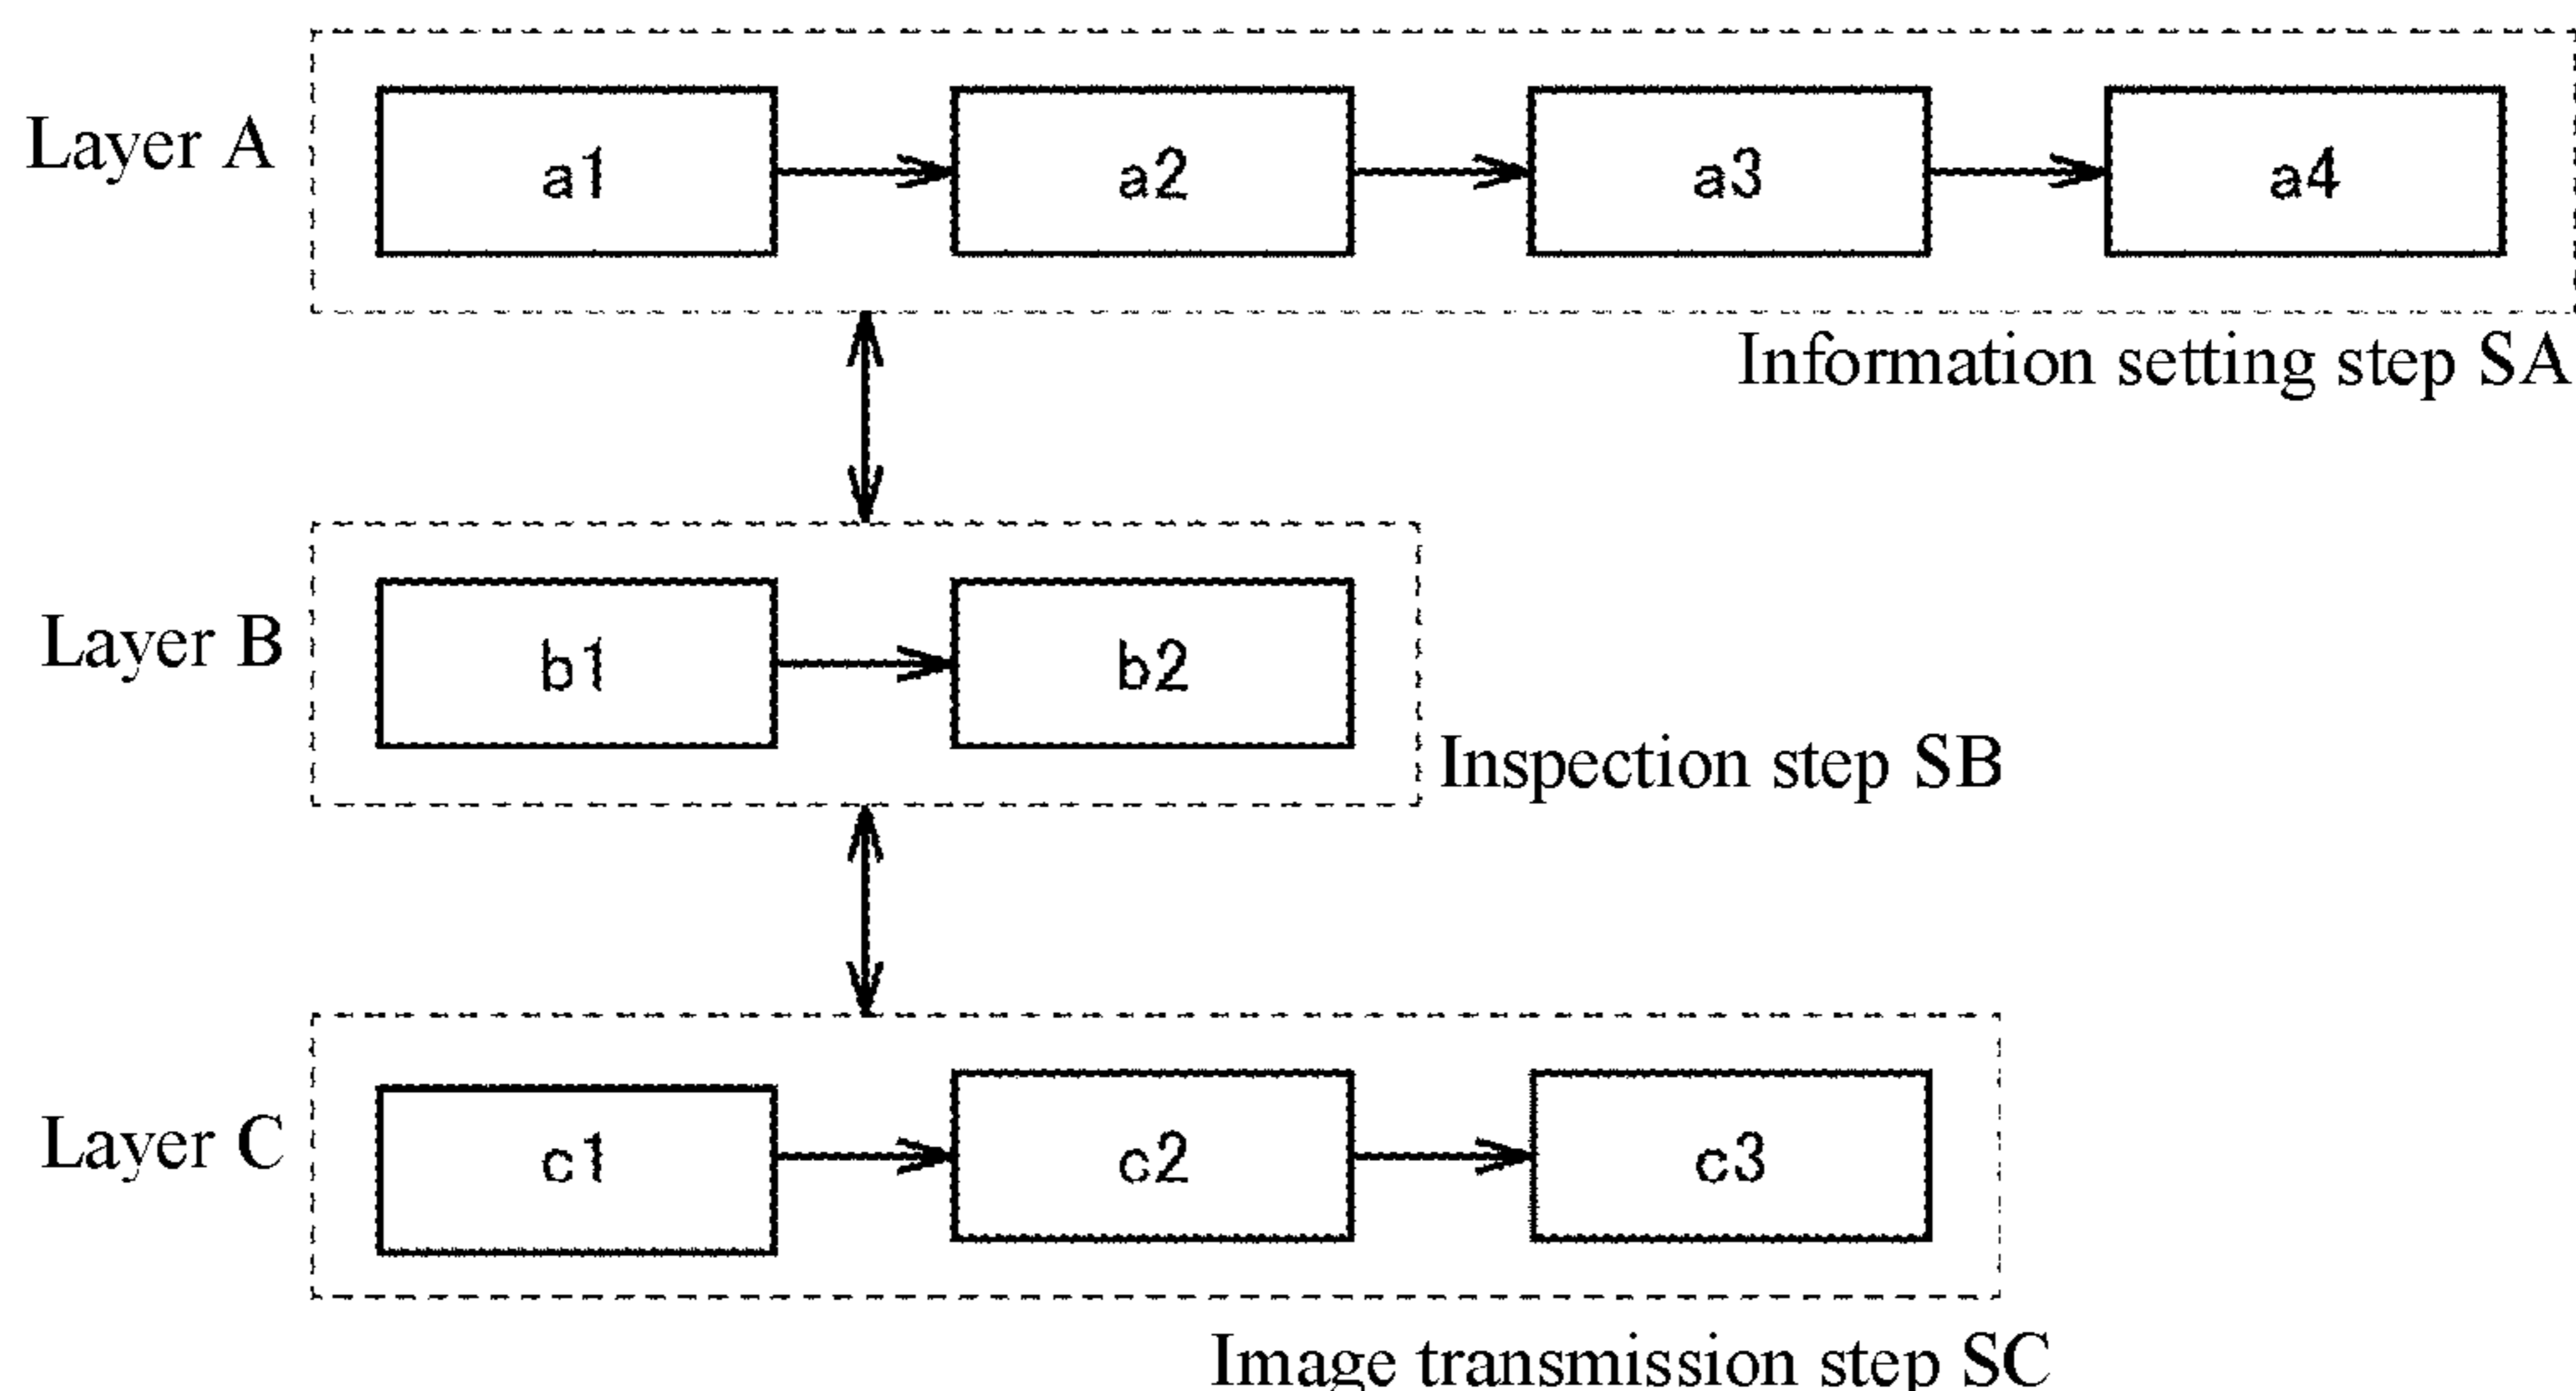 Layer A
a1
a2
a3
a4
Information setting step SA
Layer B
b1
b2
Inspection step SB
Layer C
c1
c2
c3
Image transmission step SC